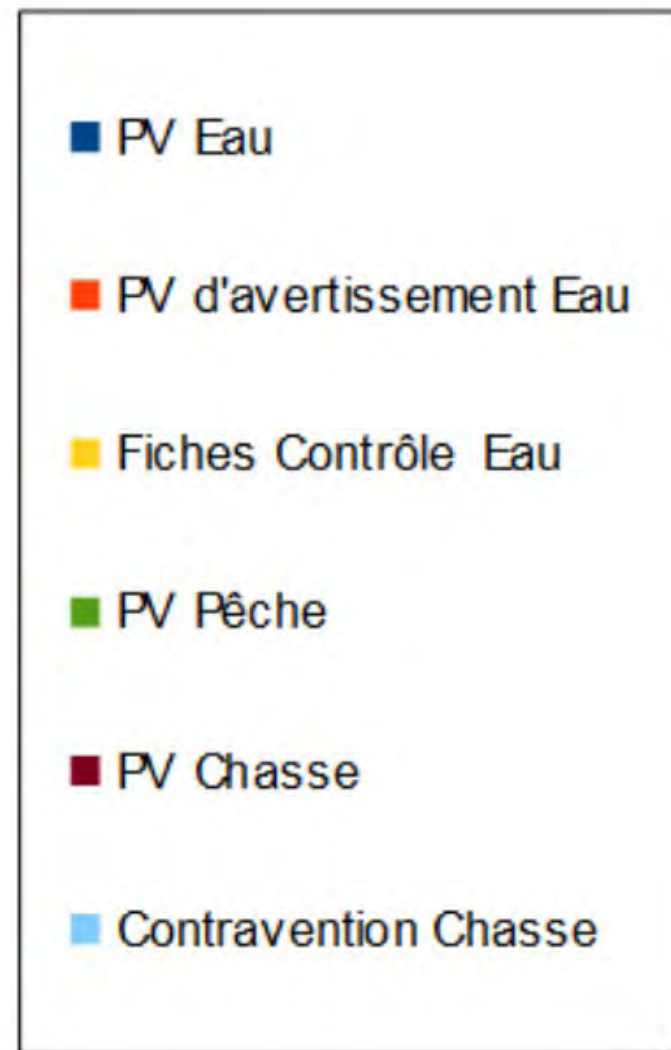 PV Eau
PV d'avertissement Eau
Fiches Contrôle Eau
PV Pêche
PV Chasse
Contravention Chasse